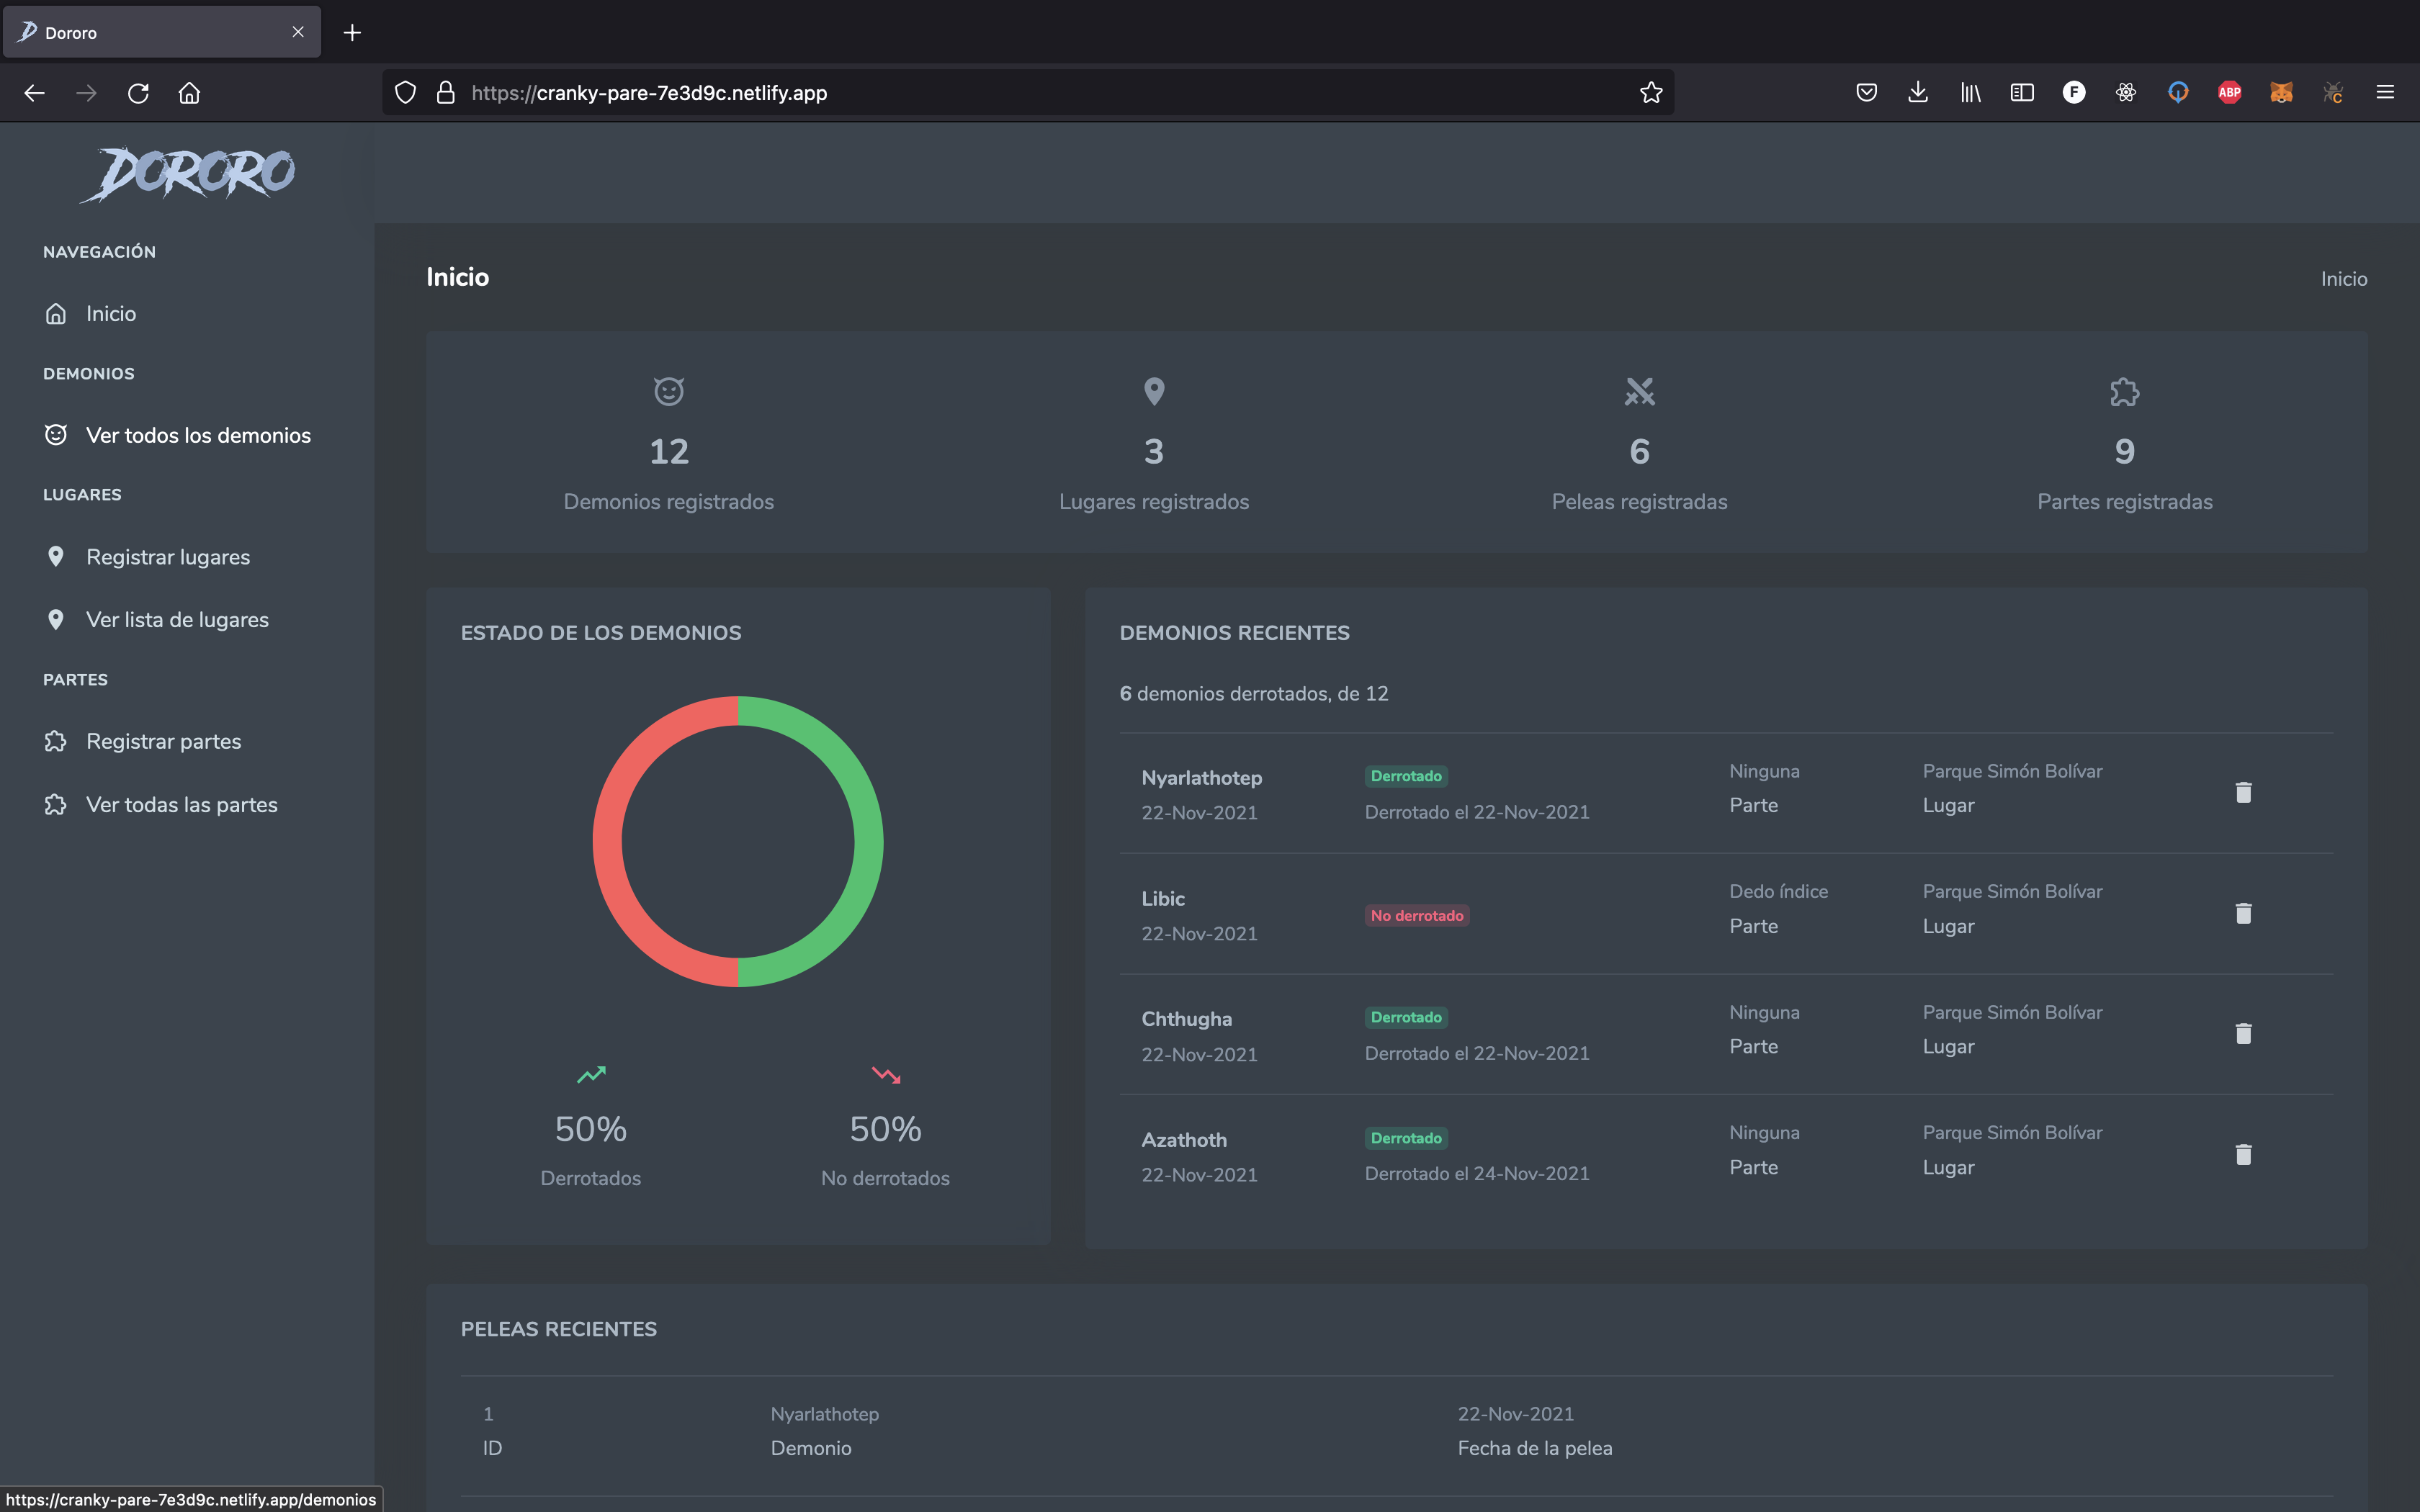 Dororo
https://cranky-pare-7e3d9c.netlify.app
F
ABP
C
DORORO
NAVEGACIÓN
Inicio
DEMONIOS
Ver todos los demonios
LUGARES
Registrar lugares
Ver lista de lugares
PARTES
Registrar partes
Ver todas las partes
Inicio
Inicio
12
Demonios registrados
3
Lugares registrados
6
Peleas registradas
9
Partes registradas
ESTADO DE LOS DEMONIOS
50%
Derrotados
50%
No derrotados
DEMONIOS RECIENTES
6 demonios derrotados, de 12
Nyarlathotep
22-Nov-2021
Derrotado
Derrotado el 22-Nov-2021
Ninguna
Parte
Parque Simón Bolívar
Lugar
Libic
22-Nov-2021
No derrotado
Dedo índice
Parte
Parque Simón Bolívar
Lugar
Chthugha
22-Nov-2021
Derrotado
Derrotado el 22-Nov-2021
Ninguna
Parte
Parque Simón Bolívar
Lugar
Azathoth
22-Nov-2021
Derrotado
Derrotado el 24-Nov-2021
Ninguna
Parte
Parque Simón Bolívar
Lugar
PELEAS RECIENTES
1
ID
Nyarlathotep
Demonio
22-Nov-2021
Fecha de la pelea
https://cranky-pare-7e3d9c.netlify.app/demonios